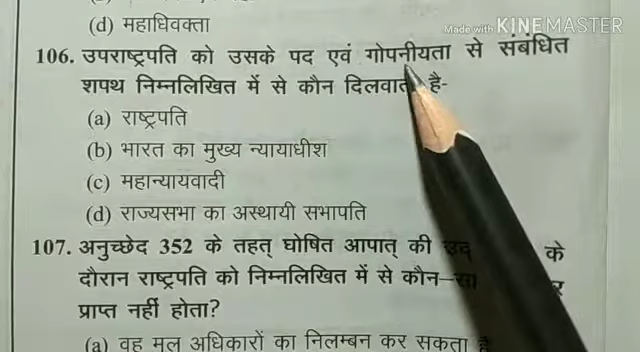 (d) महाधिवक्ता
Made with KINEMASTER
106. उपराष्ट्रपति को उसके पद एवं गोपनीयता से संबंधित
शपथ निम्नलिखित में से कौन दिलवाता है-
(a) राष्ट्रपति
(b) भारत का मुख्य न्यायाधीश
(c) महान्यायवादी
(d) राज्यसभा का अस्थायी सभापति
107. अनुच्छेद 352 के तहत् घोषित आपात् की के
दौरान राष्ट्रपति को निम्नलिखित में से कौन-सा
प्राप्त नहीं होता?
(a) वह मूल अधिकारों का निलम्बन कर सकता है